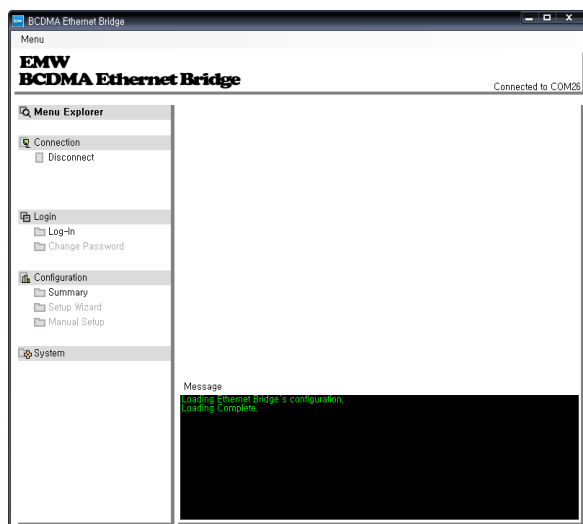 BCDMA Ethernet Bridge
Menu
EMW
BCDMA Ethernet Bridge
Connected to COM26
Menu Explorer
Connection
Disconnect
Login
Log-In
Change Password
Configuration
Summary
Setup Wizard
Manual Setup
System
Message
Loading Ethernet Bridge's configuration,
Loading Complete,